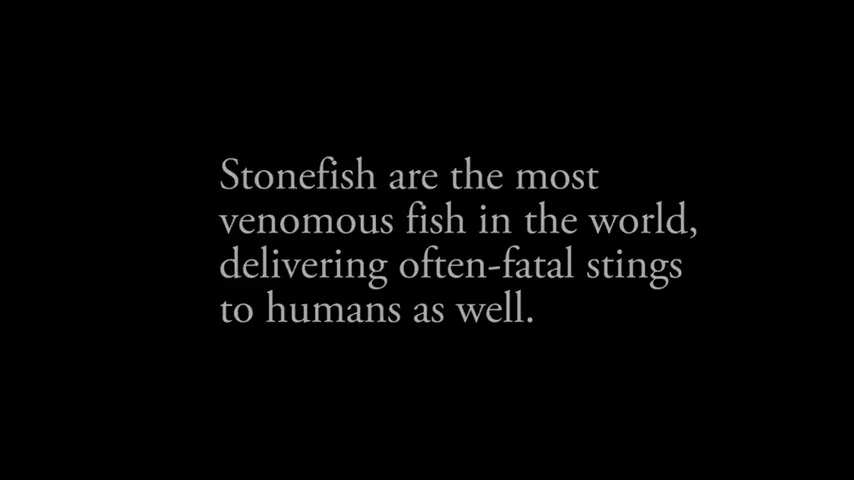 Stonefish are the most
venomous fish in the world,
delivering often-fatal stings
to humans as well.